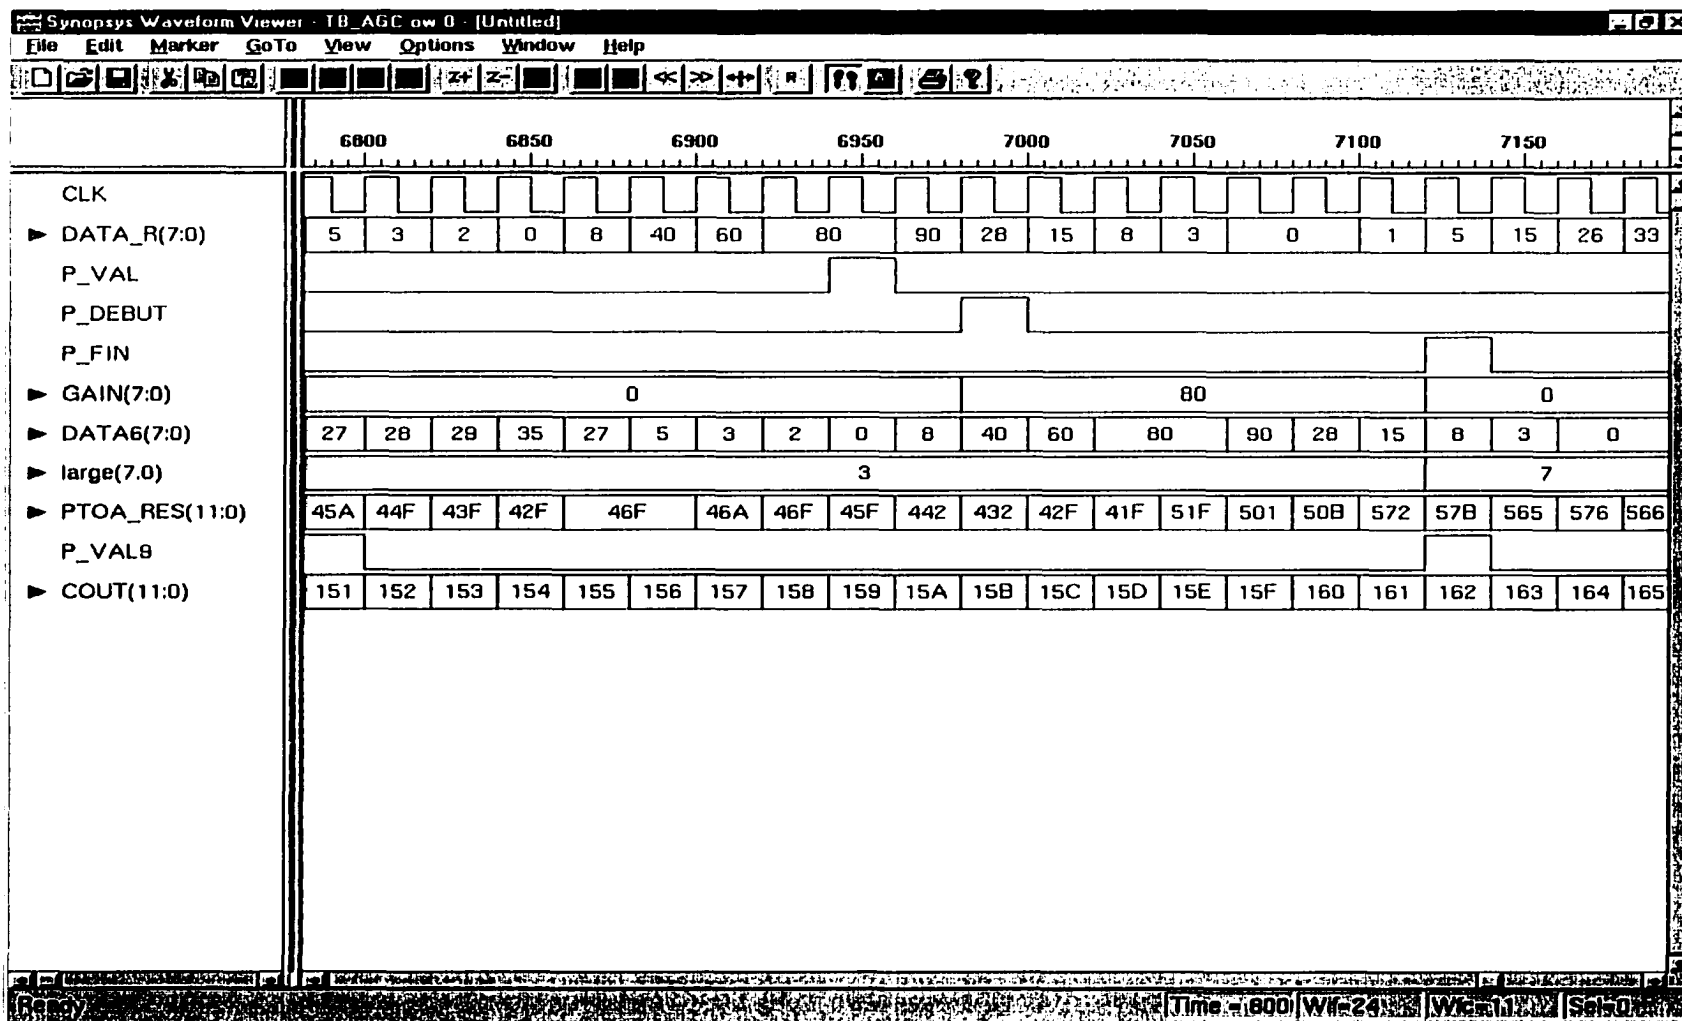 Synopsys Waveform Viewer - TB_AGC.ow:0 - [Untitled]
File Edit Marker GoTo View Options Window Help
Z+ Z- R A ?
6800 6850 6900 6950 7000 7050 7100 7150
CLK
DATA_R(7:0) 5 3 2 0 8 40 60 80 90 28 15 8 3 0 1 5 15 26 33
P_VAL
P_DEBUT
P_FIN
GAIN(7:0) 0 80 0
DATA6(7:0) 27 28 29 35 27 5 3 2 0 8 40 60 80 90 28 15 8 3 0
large(7.0) 3 7
PTOA_RES(11:0) 45A 44F 43F 42F 46F 46A 46F 45F 442 432 42F 41F 51F 501 50B 572 57B 565 576 566
P_VAL9
COUT(11:0) 151 152 153 154 155 156 157 158 159 15A 15B 15C 15D 15E 15F 160 161 162 163 164 165
Ready Time = 800 Wif=24 Wfc=11 Sel=0